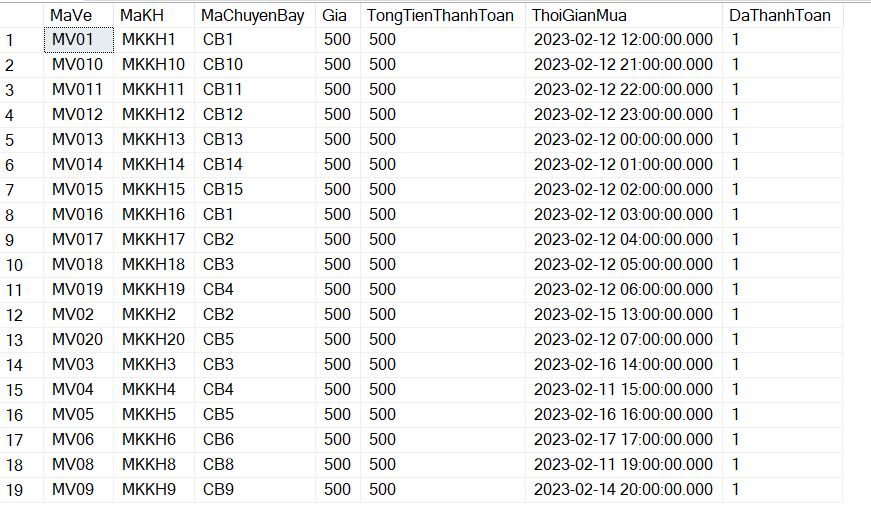 MaVe MaKH MaChuyenBay Gia TongTienThanhToan ThoiGianMua DaThanhToan
1 MV01 MKKH1 CB1 500 500 2023-02-12 12:00:00.000 1
2 MV010 MKKH10 CB10 500 500 2023-02-12 21:00:00.000 1
3 MV011 MKKH11 CB11 500 500 2023-02-12 22:00:00.000 1
4 MV012 MKKH12 CB12 500 500 2023-02-12 23:00:00.000 1
5 MV013 MKKH13 CB13 500 500 2023-02-12 00:00:00.000 1
6 MV014 MKKH14 CB14 500 500 2023-02-12 01:00:00.000 1
7 MV015 MKKH15 CB15 500 500 2023-02-12 02:00:00.000 1
8 MV016 MKKH16 CB1 500 500 2023-02-12 03:00:00.000 1
9 MV017 MKKH17 CB2 500 500 2023-02-12 04:00:00.000 1
10 MV018 MKKH18 CB3 500 500 2023-02-12 05:00:00.000 1
11 MV019 MKKH19 CB4 500 500 2023-02-12 06:00:00.000 1
12 MV02 MKKH2 CB2 500 500 2023-02-15 13:00:00.000 1
13 MV020 MKKH20 CB5 500 500 2023-02-12 07:00:00.000 1
14 MV03 MKKH3 CB3 500 500 2023-02-16 14:00:00.000 1
15 MV04 MKKH4 CB4 500 500 2023-02-11 15:00:00.000 1
16 MV05 MKKH5 CB5 500 500 2023-02-16 16:00:00.000 1
17 MV06 MKKH6 CB6 500 500 2023-02-17 17:00:00.000 1
18 MV08 MKKH8 CB8 500 500 2023-02-11 19:00:00.000 1
19 MV09 MKKH9 CB9 500 500 2023-02-14 20:00:00.000 1